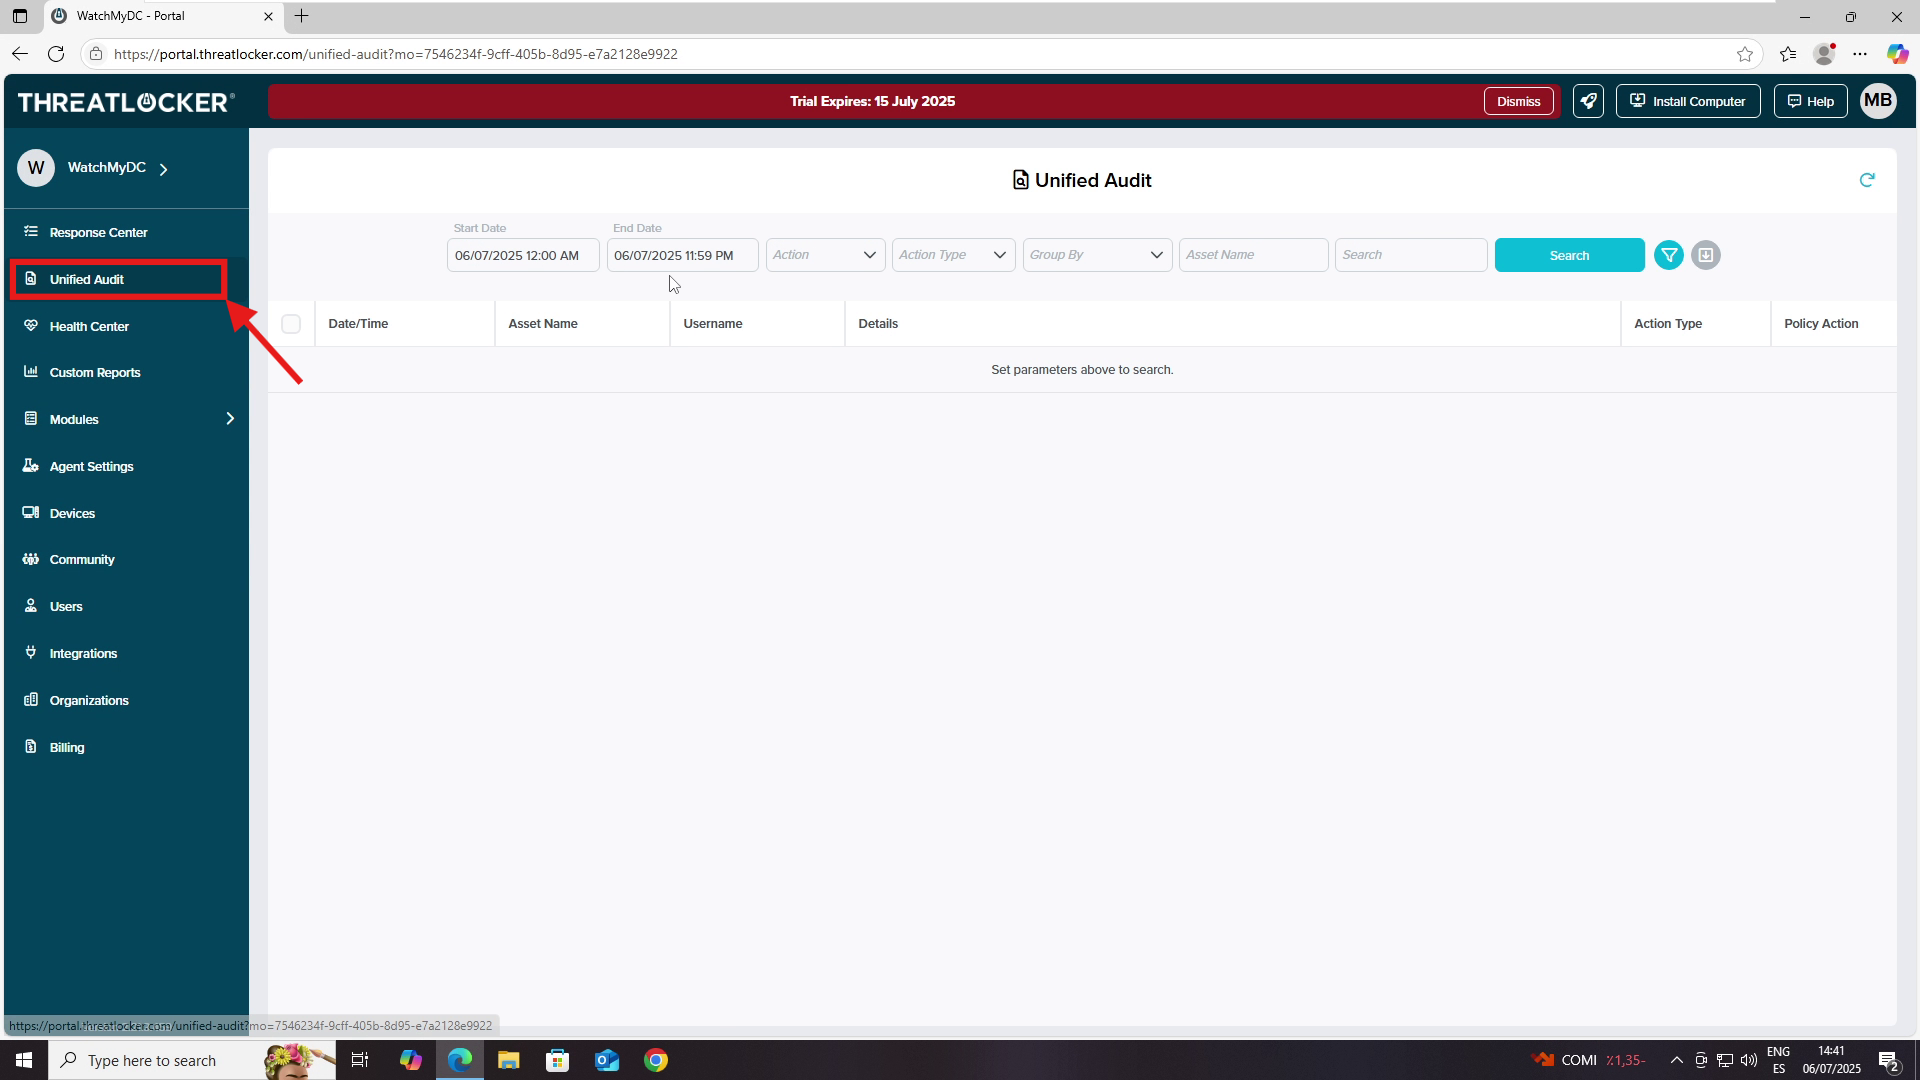 WatchMyDC - Portal
https://portal.threatlocker.com/unified-audit?mo=7546234f-9cff-405b-8d95-e7a2128e9922
THREATLOCKER®
Trial Expires: 15 July 2025
Dismiss
Install Computer
Help
MB
W
WatchMyDC
Response Center
Unified Audit
Health Center
Custom Reports
Modules
Agent Settings
Devices
Community
Users
Integrations
Organizations
Billing
Unified Audit
Start Date
End Date
06/07/2025 12:00 AM
06/07/2025 11:59 PM
Action
Action Type
Group By
Asset Name
Search
Search
Date/Time
Asset Name
Username
Details
Action Type
Policy Action
Set parameters above to search.
https://portal.threatlocker.com/unified-audit?mo=7546234f-9cff-405b-8d95-e7a2128e9922
Type here to search
COMI
٪1,35-
ENG
ES
14:41
06/07/2025
2